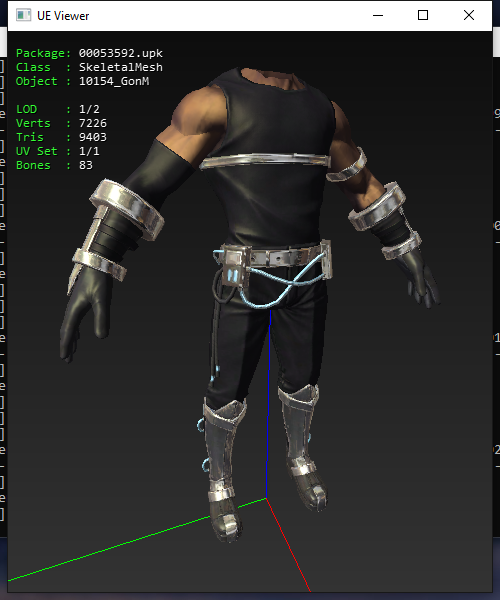 UE Viewer
Package: 00053592.upk
Class : SkeletalMesh
Object : 10154_GonM
LOD : 1/2
Verts : 7226
Tris : 9403
UV Set : 1/1
Bones : 83